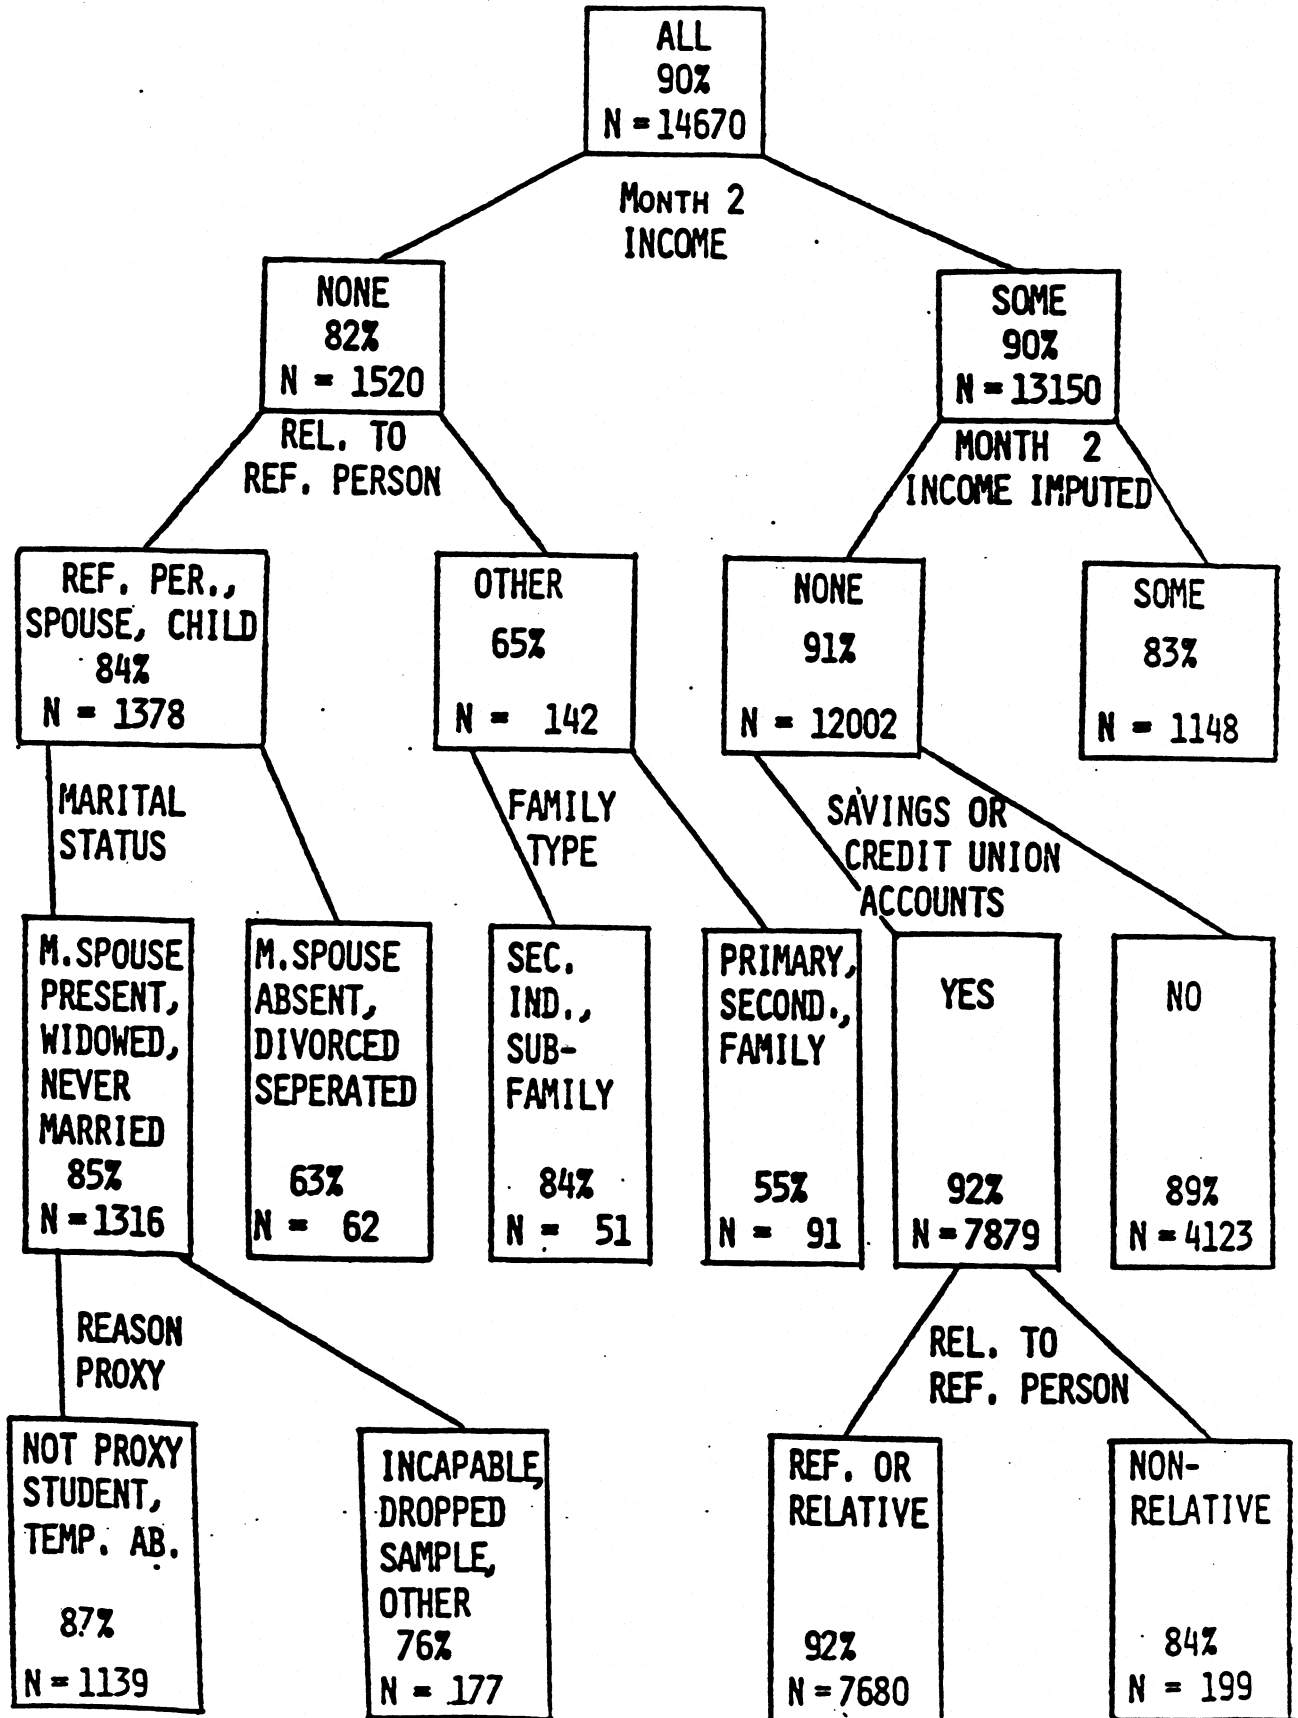 ALL
90%
N = 14670
MONTH 2
INCOME
NONE
82%
N = 1520
SOME
90%
N = 13150
REL. TO
REF. PERSON
MONTH 2
INCOME IMPUTED
REF. PER.,
SPOUSE, CHILD
84%
N = 1378
OTHER
65%
N = 142
NONE
91%
N = 12002
SOME
83%
N = 1148
MARITAL
STATUS
FAMILY
TYPE
SAVINGS OR
CREDIT UNION
ACCOUNTS
M.SPOUSE
PRESENT,
WIDOWED,
NEVER
MARRIED
85%
N = 1316
M.SPOUSE
ABSENT,
DIVORCED
SEPERATED
63%
N = 62
SEC.
IND.,
SUB-
FAMILY
84%
N = 51
PRIMARY,
SECOND.,
FAMILY
55%
N = 91
YES
92%
N = 7879
NO
89%
N = 4123
REASON
PROXY
REL. TO
REF. PERSON
NOT PROXY
STUDENT,
TEMP. AB.
87%
N = 1139
INCAPABLE,
DROPPED
SAMPLE,
OTHER
76%
N = 177
REF. OR
RELATIVE
92%
N = 7680
NON-
RELATIVE
84%
N = 199